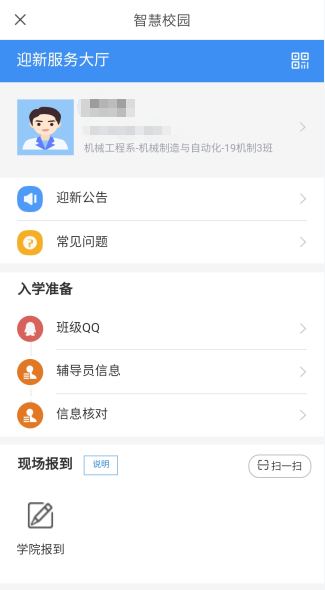 智慧校园
迎新服务大厅
机械工程系-机械制造与自动化-19机制3班
迎新公告
常见问题
入学准备
班级QQ
辅导员信息
信息核对
现场报到 说明 扫一扫
学院报到